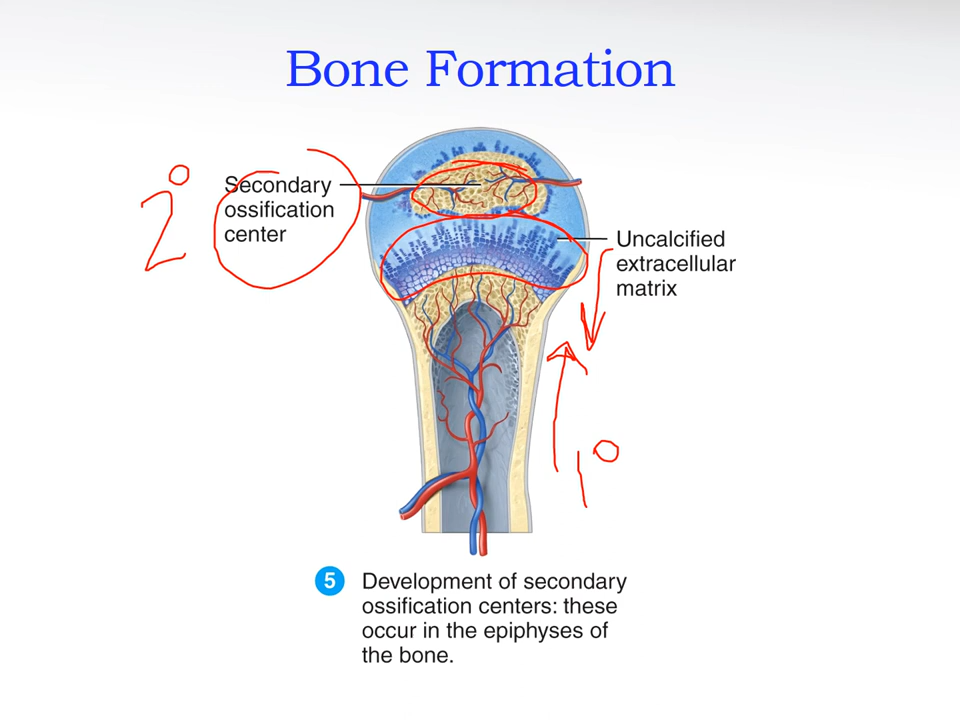 Bone Formation
2°
Secondary
ossification
center
Uncalcified
extracellular
matrix
1°
5 Development of secondary
ossification centers: these
occur in the epiphyses of
the bone.